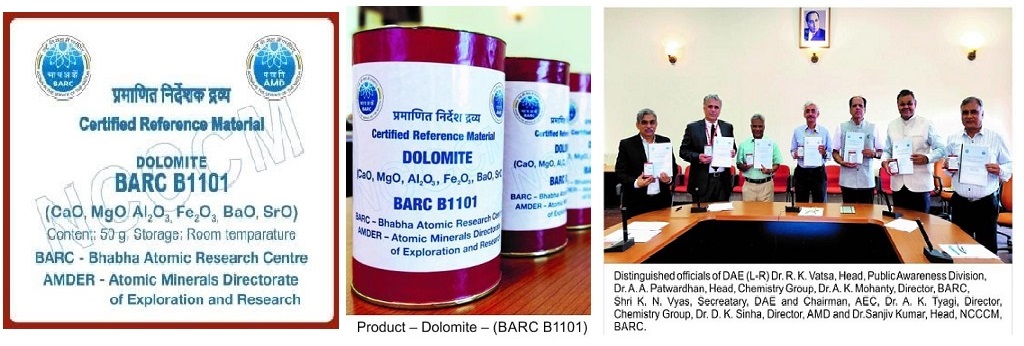 BARC
AMD
प्रमाणित निर्देशक द्रव्य
Certified Reference Material
NCCCM
DOLOMITE
BARC B1101
(CaO, MgO Al₂O₃, Fe₂O₃, BaO, SrO)
Content: 50 g, Storage: Room temparature
BARC - Bhabha Atomic Research Centre
AMDER - Atomic Minerals Directorate
of Exploration and Research
BARC
प्रमाणित निर्देश द्रव्य
Certified Reference Material
DOLOMITE
(CaO, MgO, Al₂O₃, Fe₂O₃, BaO, SrO
BARC B1101
BARC - Bhabha Atomic Research Centre
AMDER - Atomic Minerals Directorate
of Exploration and Research
Product – Dolomite – (BARC B1101)
Distinguished officials of DAE (L-R) Dr. R. K. Vatsa, Head, Public Awareness Division,
Dr. A. A. Patwardhan, Head, Chemistry Group, Dr. A. K. Mohanty, Director, BARC,
Shri K. N. Vyas, Secreatary, DAE and Chairman, AEC, Dr. A. K. Tyagi, Director,
Chemistry Group, Dr. D. K. Sinha, Director, AMD and Dr.Sanjiv Kumar, Head, NCCCM,
BARC.